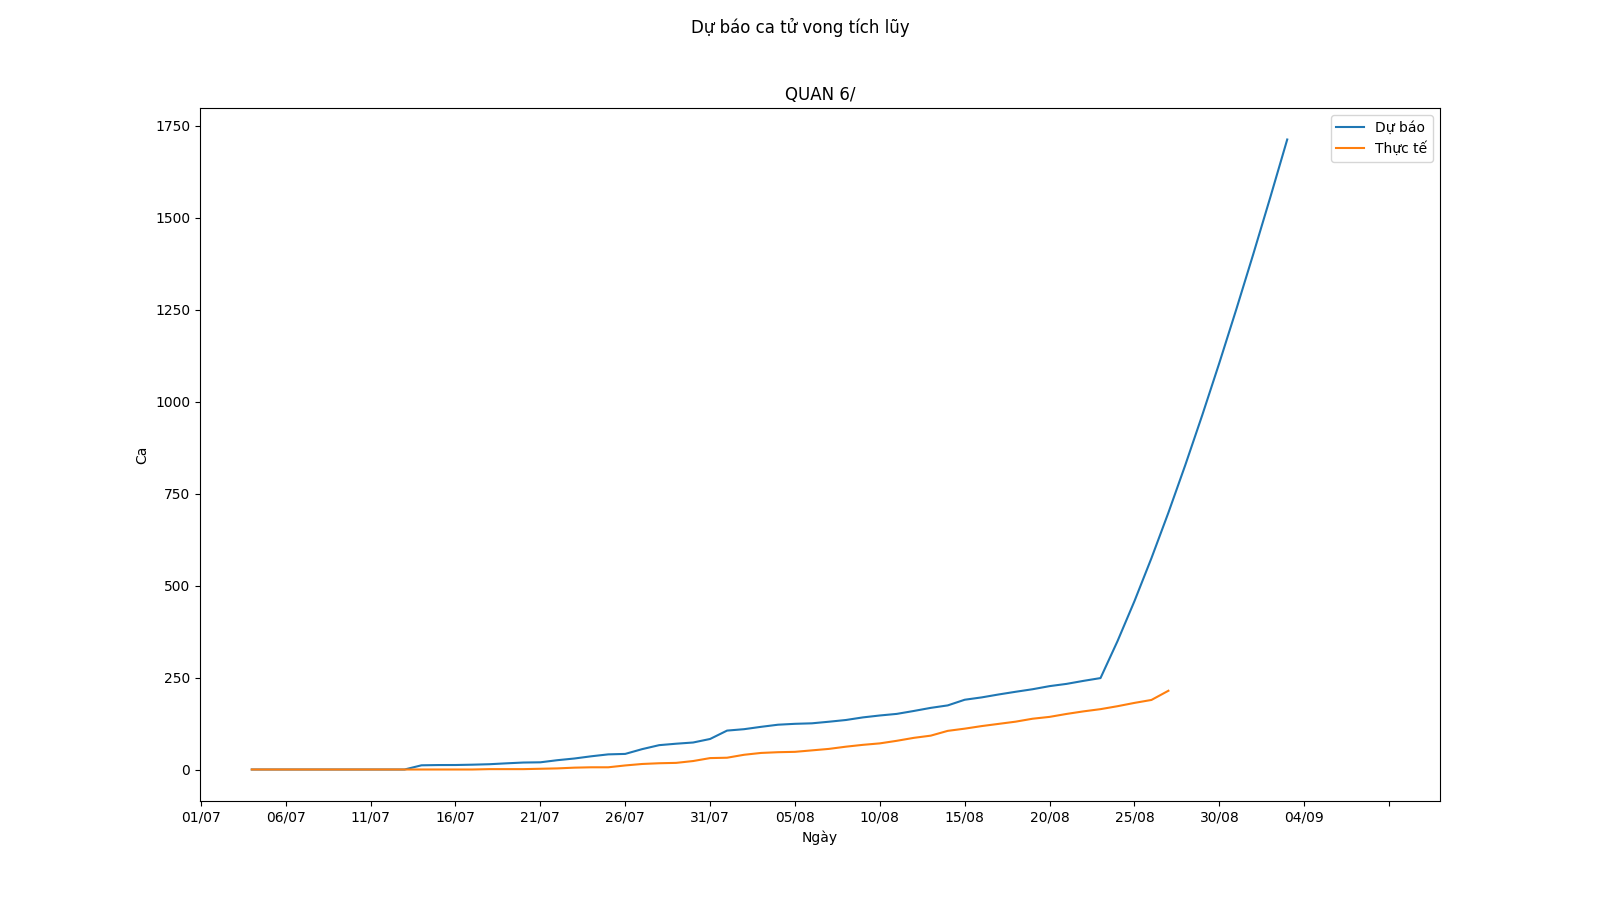 Dự báo ca tử vong tích lũy
QUAN 6/
1750
1500
1250
1000
750
500
250
0
Ca
Dự báo
Thực tế
01/07 06/07 11/07 16/07 21/07 26/07 31/07 05/08 10/08 15/08 20/08 25/08 30/08 04/09
Ngày